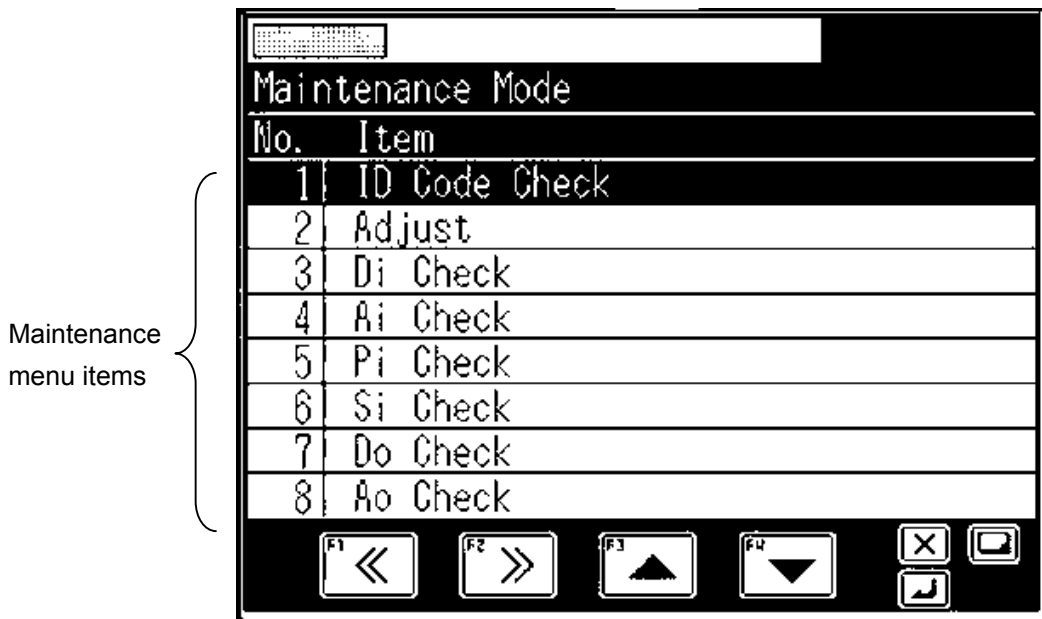 Maintenance Mode
No. Item
1 ID Code Check
2 Adjust
3 Di Check
4 Ai Check
5 Pi Check
6 Si Check
7 Do Check
8 Ao Check
Maintenance
menu items
F1 F2 F3 F4